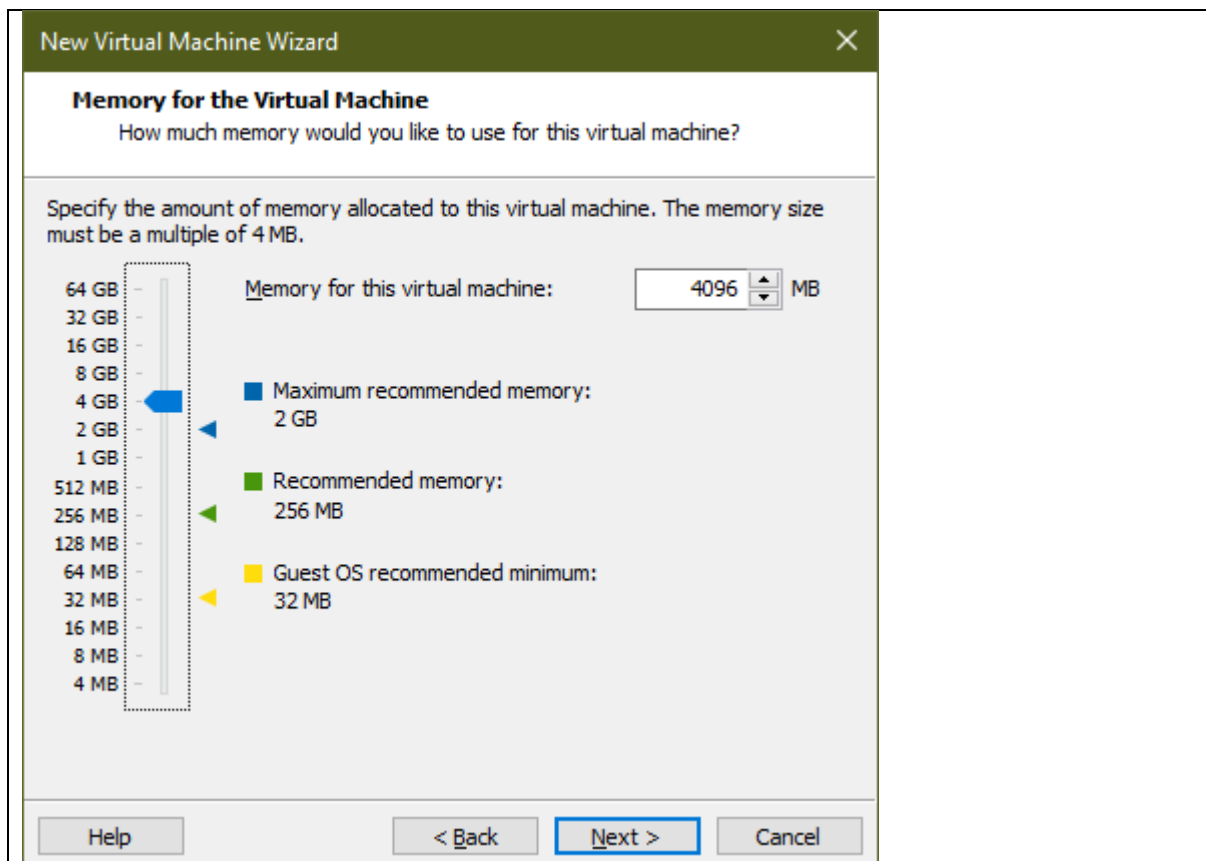 New Virtual Machine Wizard
Memory for the Virtual Machine
How much memory would you like to use for this virtual machine?
Specify the amount of memory allocated to this virtual machine. The memory size
must be a multiple of 4 MB.
64 GB
32 GB
16 GB
8 GB
4 GB
2 GB
1 GB
512 MB
256 MB
128 MB
64 MB
32 MB
16 MB
8 MB
4 MB
Memory for this virtual machine: 4096 MB
Maximum recommended memory:
2 GB
Recommended memory:
256 MB
Guest OS recommended minimum:
32 MB
Help < Back Next > Cancel